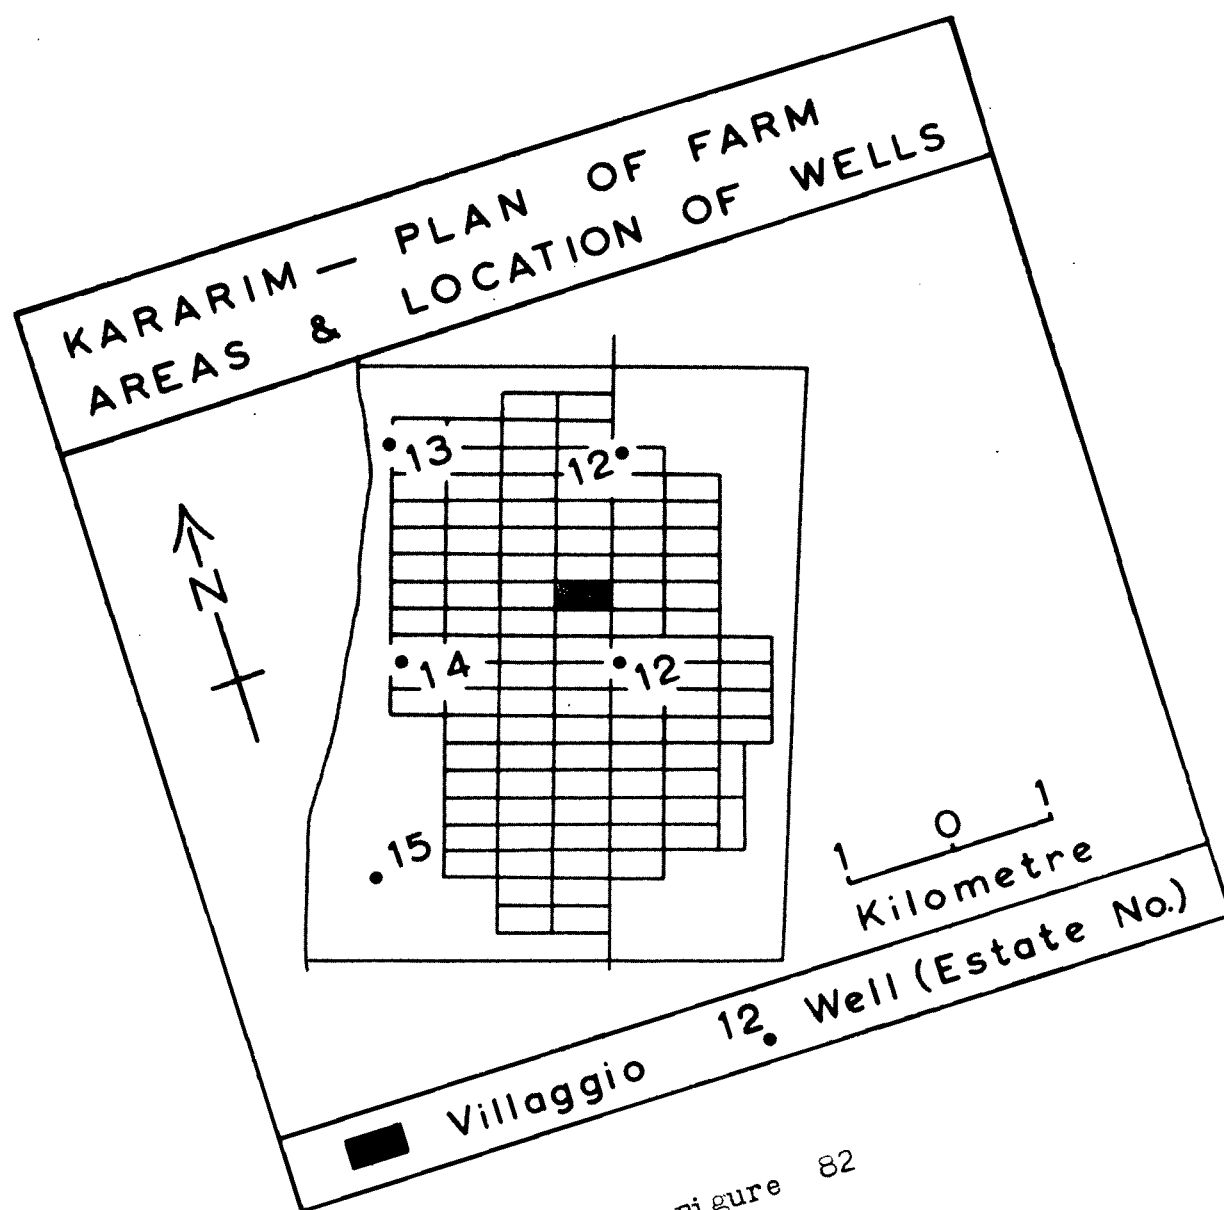 KARARIM — PLAN OF FARM
AREAS & LOCATION OF WELLS
13
12
N
14
12
15
1 0 1
Kilometre
Villaggio
12 Well (Estate No.)
Figure 82